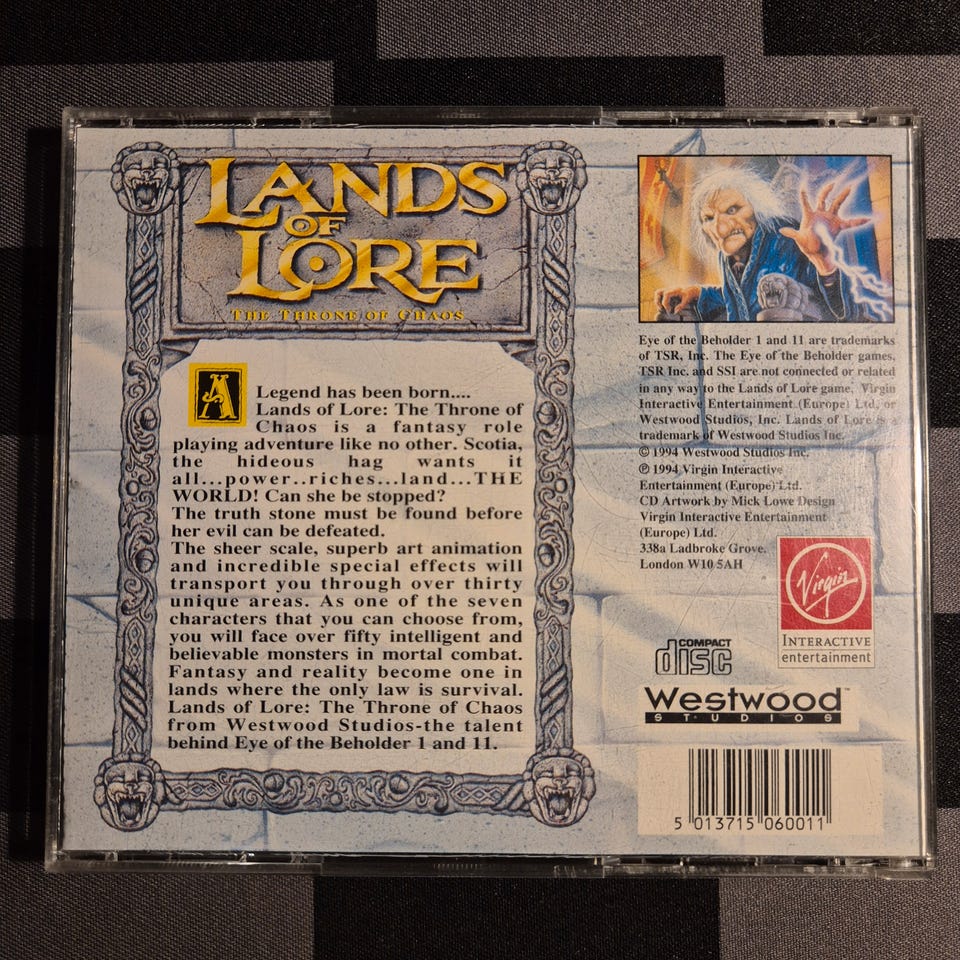 LANDS
OF
LORE
THE THRONE OF CHAOS
A Legend has been born....
Lands of Lore: The Throne of
Chaos is a fantasy role
playing adventure like no other. Scotia,
the hideous hag wants it
all...power..riches...land...THE
WORLD! Can she be stopped?
The truth stone must be found before
her evil can be defeated.
The sheer scale, superb art animation
and incredible special effects will
transport you through over thirty
unique areas. As one of the seven
characters that you can choose from,
you will face over fifty intelligent and
believable monsters in mortal combat.
Fantasy and reality become one in
lands where the only law is survival.
Lands of Lore: The Throne of Chaos
from Westwood Studios-the talent
behind Eye of the Beholder 1 and 11.
Eye of the Beholder 1 and 11 are trademarks
of TSR, Inc. The Eye of the Beholder games,
TSR Inc. and SSI are not connected or related
in any way to the Lands of Lore game. Virgin
Interactive Entertainment (Europe) Ltd. or
Westwood Studios, Inc. Lands of Lore is a
trademark of Westwood Studios Inc.
© 1994 Westwood Studios Inc.
℗ 1994 Virgin Interactive
Entertainment (Europe) Ltd.
CD Artwork by Mick Lowe Design
Virgin Interactive Entertainment
(Europe) Ltd.
338a Ladbroke Grove,
London W10 5AH
Virgin
INTERACTIVE
entertainment
COMPACT
disc
Westwood™
STUDIOS
5 013715 060011